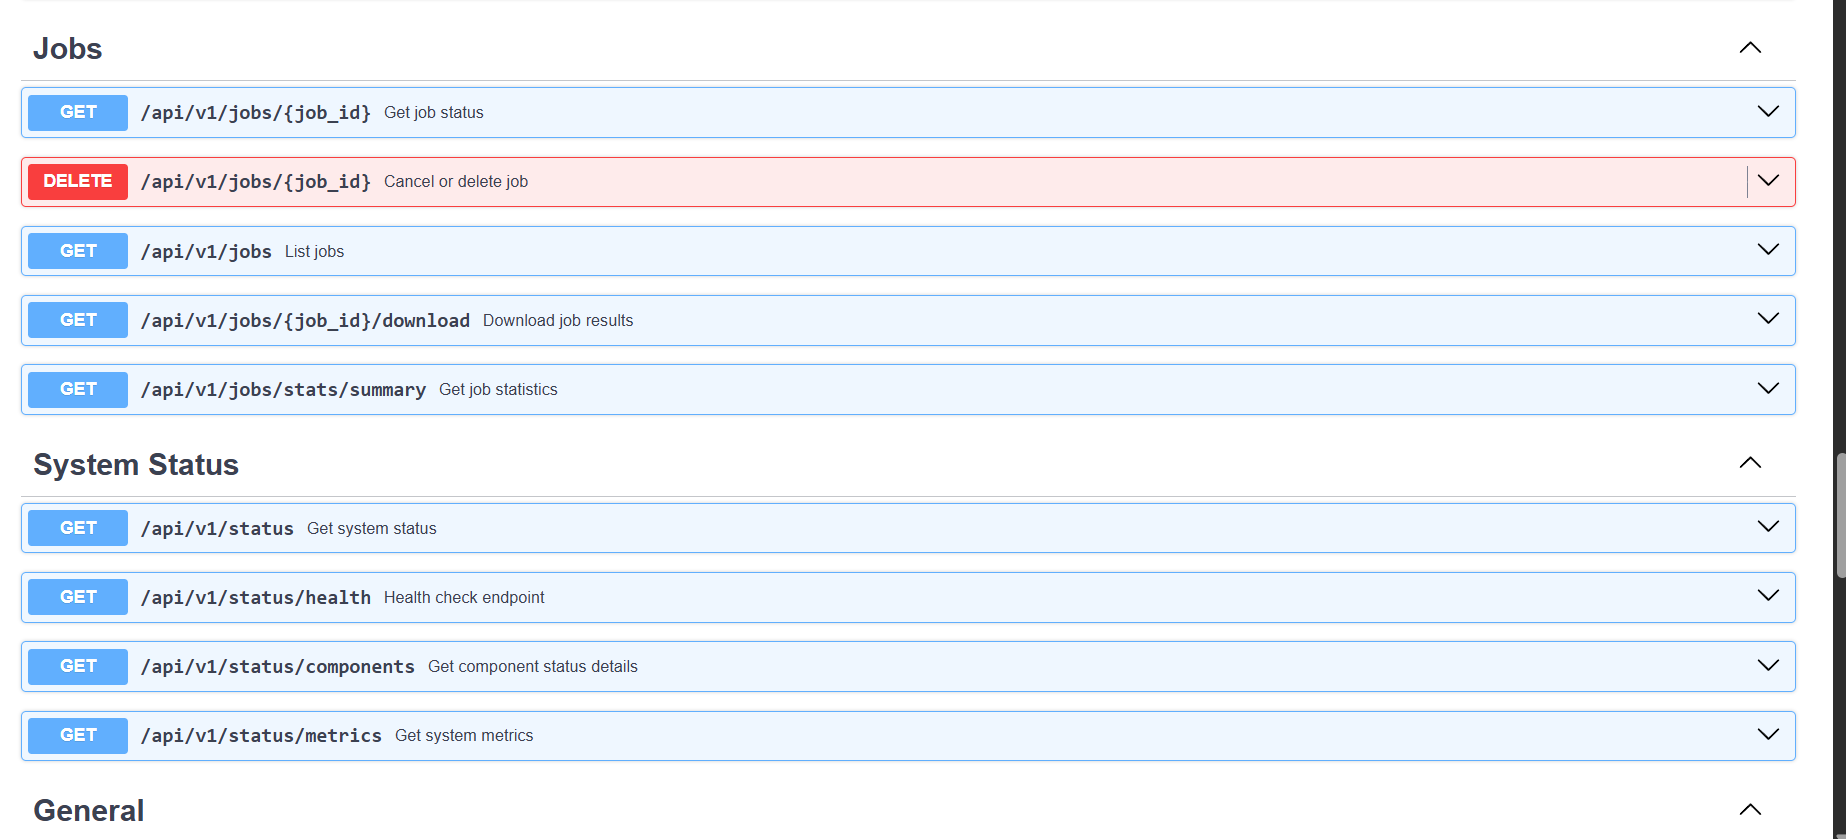 Jobs
GET /api/v1/jobs/{job_id} Get job status
DELETE /api/v1/jobs/{job_id} Cancel or delete job
GET /api/v1/jobs List jobs
GET /api/v1/jobs/{job_id}/download Download job results
GET /api/v1/jobs/stats/summary Get job statistics
System Status
GET /api/v1/status Get system status
GET /api/v1/status/health Health check endpoint
GET /api/v1/status/components Get component status details
GET /api/v1/status/metrics Get system metrics
General